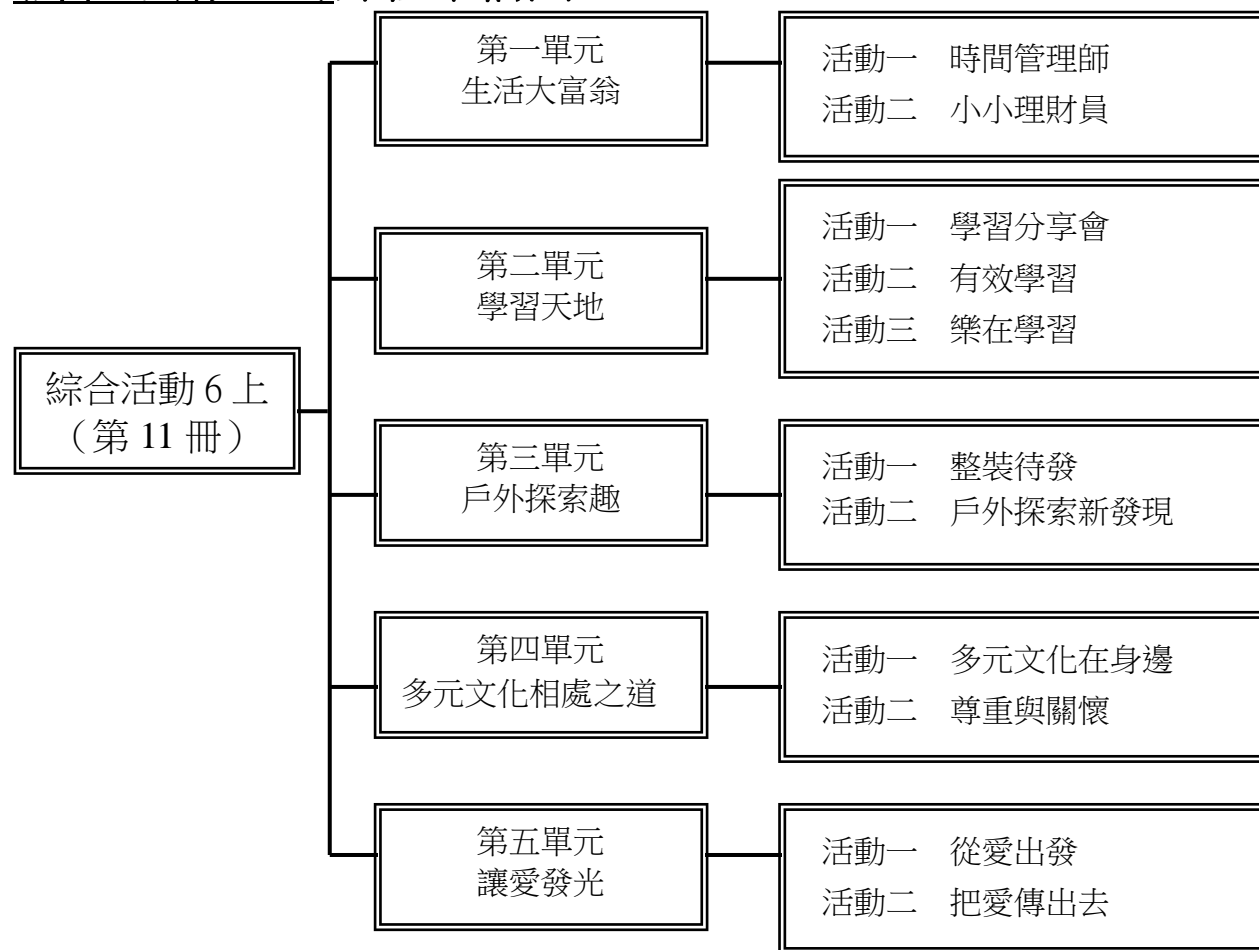 綜合活動 6 上
（第 11 冊）
第一單元
生活大富翁
活動一　時間管理師
活動二　小小理財員
第二單元
學習天地
活動一　學習分享會
活動二　有效學習
活動三　樂在學習
第三單元
戶外探索趣
活動一　整裝待發
活動二　戶外探索新發現
第四單元
多元文化相處之道
活動一　多元文化在身邊
活動二　尊重與關懷
第五單元
讓愛發光
活動一　從愛出發
活動二　把愛傳出去